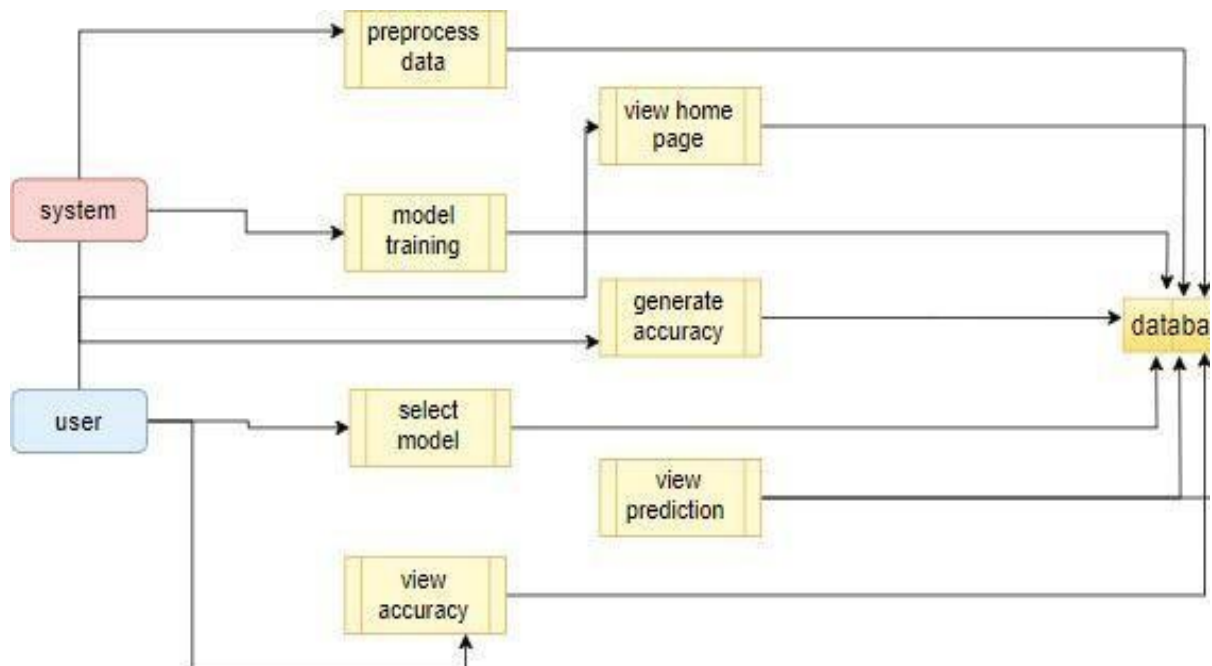 preprocess
data
view home
page
system
model
training
generate
accuracy
databa
user
select
model
view
prediction
view
accuracy